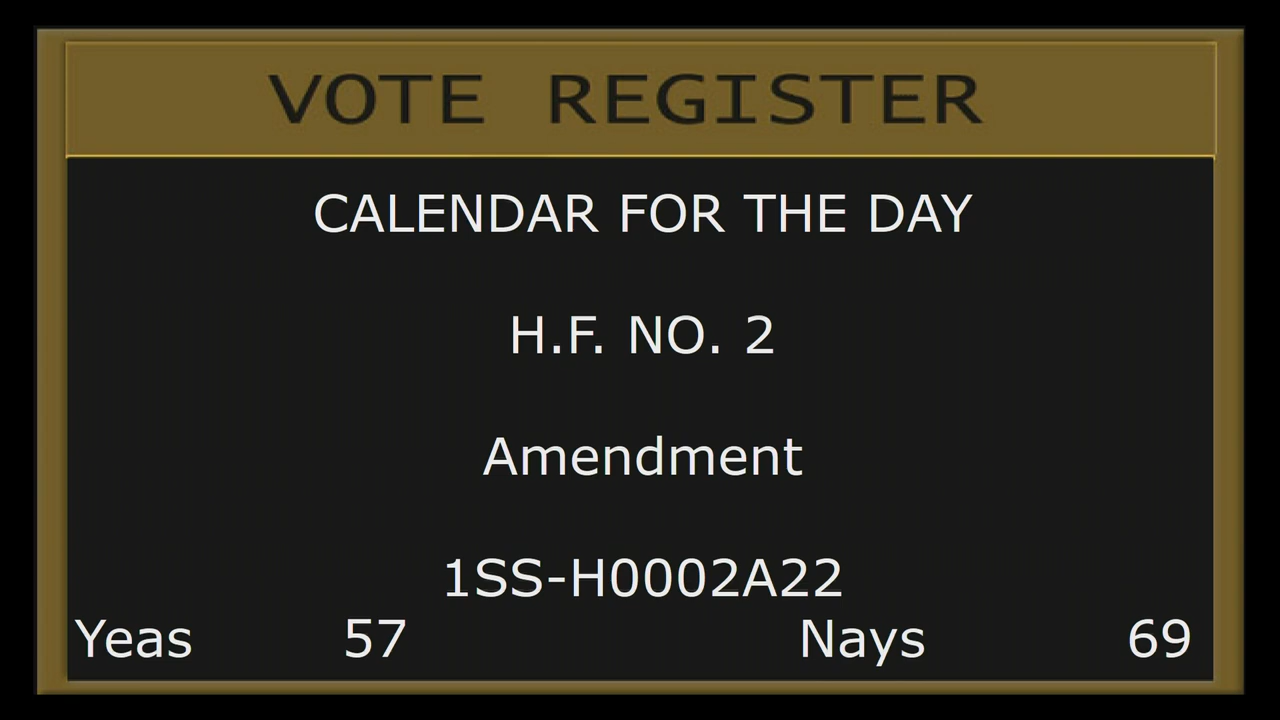 VOTE REGISTER
CALENDAR FOR THE DAY
H.F. NO. 2
Amendment
1SS-H0002A22
Yeas 57 Nays 69